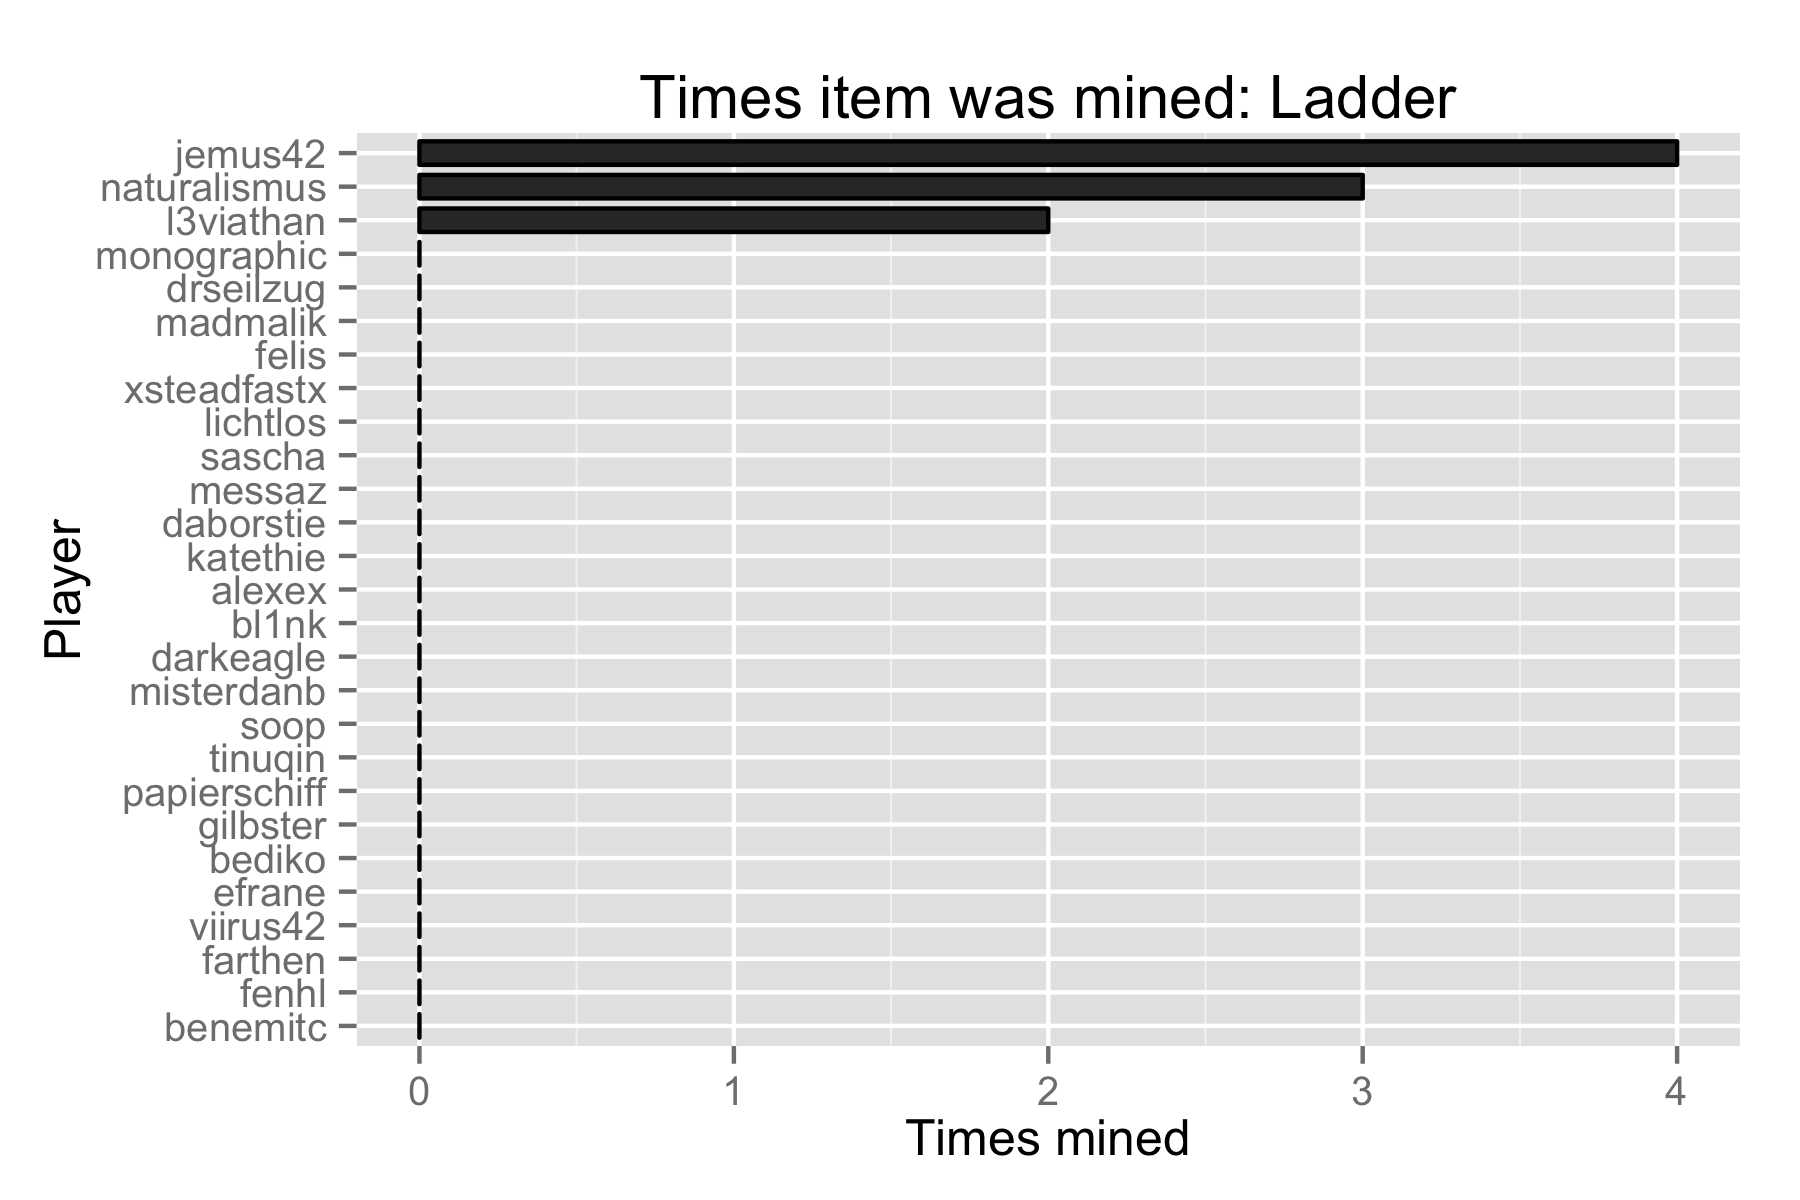 Times item was mined: Ladder
jemus42
naturalismus
l3viathan
monographic
drseilzug
madmalik
felis
xsteadfastx
lichtlos
sascha
messaz
daborstie
katethie
alexex
bl1nk
darkeagle
misterdanb
soop
tinuqin
papierschiff
gilbster
bediko
efrane
viirus42
farthen
fenhl
benemitc
Player
0 1 2 3 4
Times mined